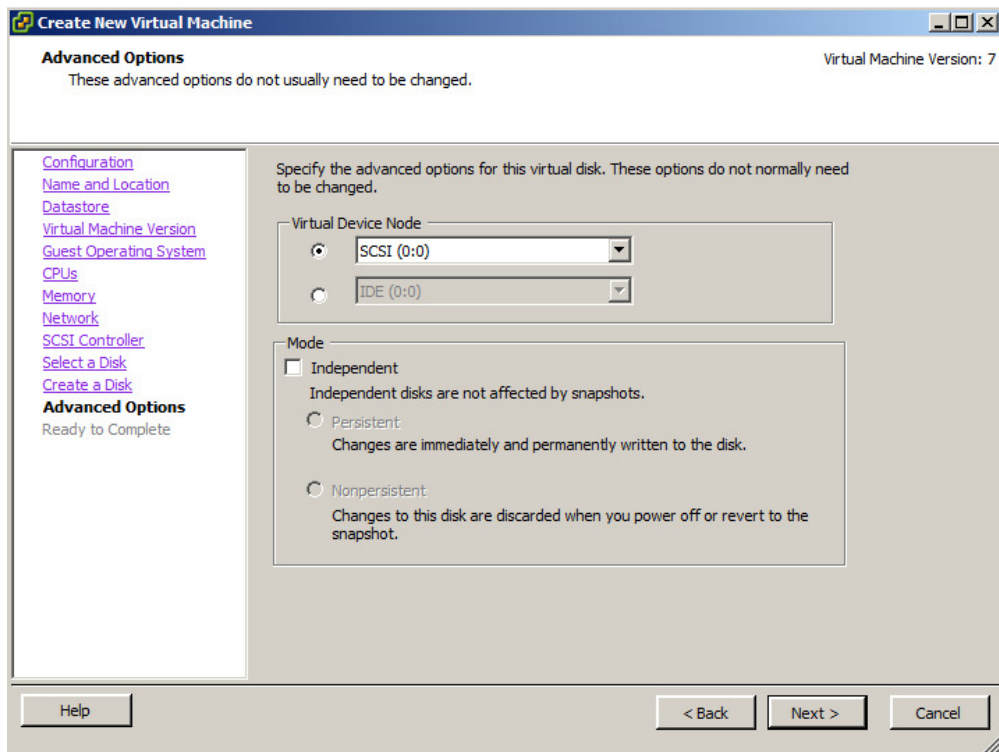 Create New Virtual Machine
Advanced Options
These advanced options do not usually need to be changed.
Virtual Machine Version: 7
Configuration
Name and Location
Datastore
Virtual Machine Version
Guest Operating System
CPUs
Memory
Network
SCSI Controller
Select a Disk
Create a Disk
Advanced Options
Ready to Complete
Specify the advanced options for this virtual disk. These options do not normally need
to be changed.
Virtual Device Node
SCSI (0:0)
IDE (0:0)
Mode
Independent
Independent disks are not affected by snapshots.
Persistent
Changes are immediately and permanently written to the disk.
Nonpersistent
Changes to this disk are discarded when you power off or revert to the
snapshot.
Help
< Back
Next >
Cancel